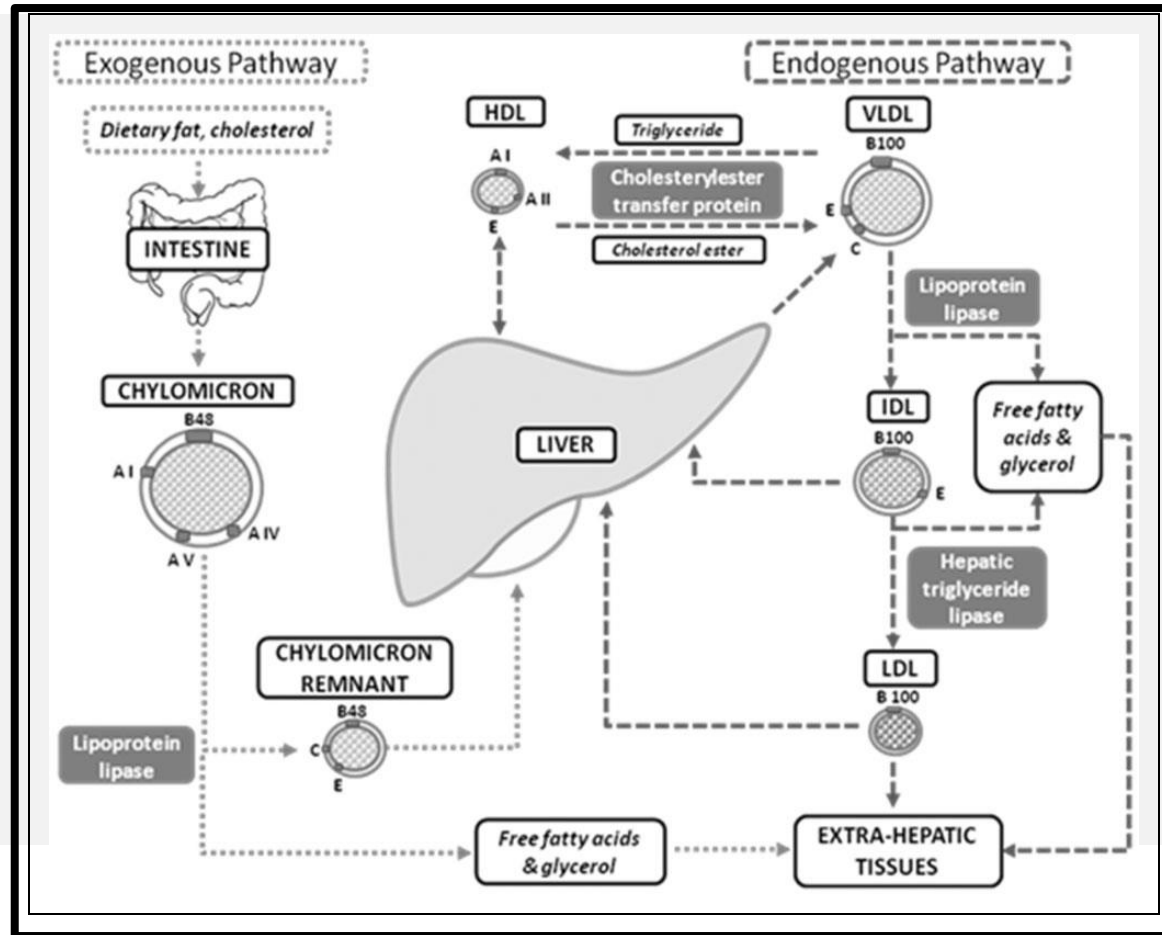 Exogenous Pathway
Endogenous Pathway
Dietary fat, cholesterol
INTESTINE
CHYLOMICRON
B48
A I
A IV
A V
Lipoprotein
lipase
CHYLOMICRON
REMNANT
B48
C
E
Free fatty acids
& glycerol
HDL
A I
A II
E
Triglyceride
Cholesterylester
transfer protein
Cholesterol ester
LIVER
VLDL
B100
E
C
Lipoprotein
lipase
IDL
B100
E
Free fatty
acids &
glycerol
Hepatic
triglyceride
lipase
LDL
B 100
EXTRA-HEPATIC
TISSUES